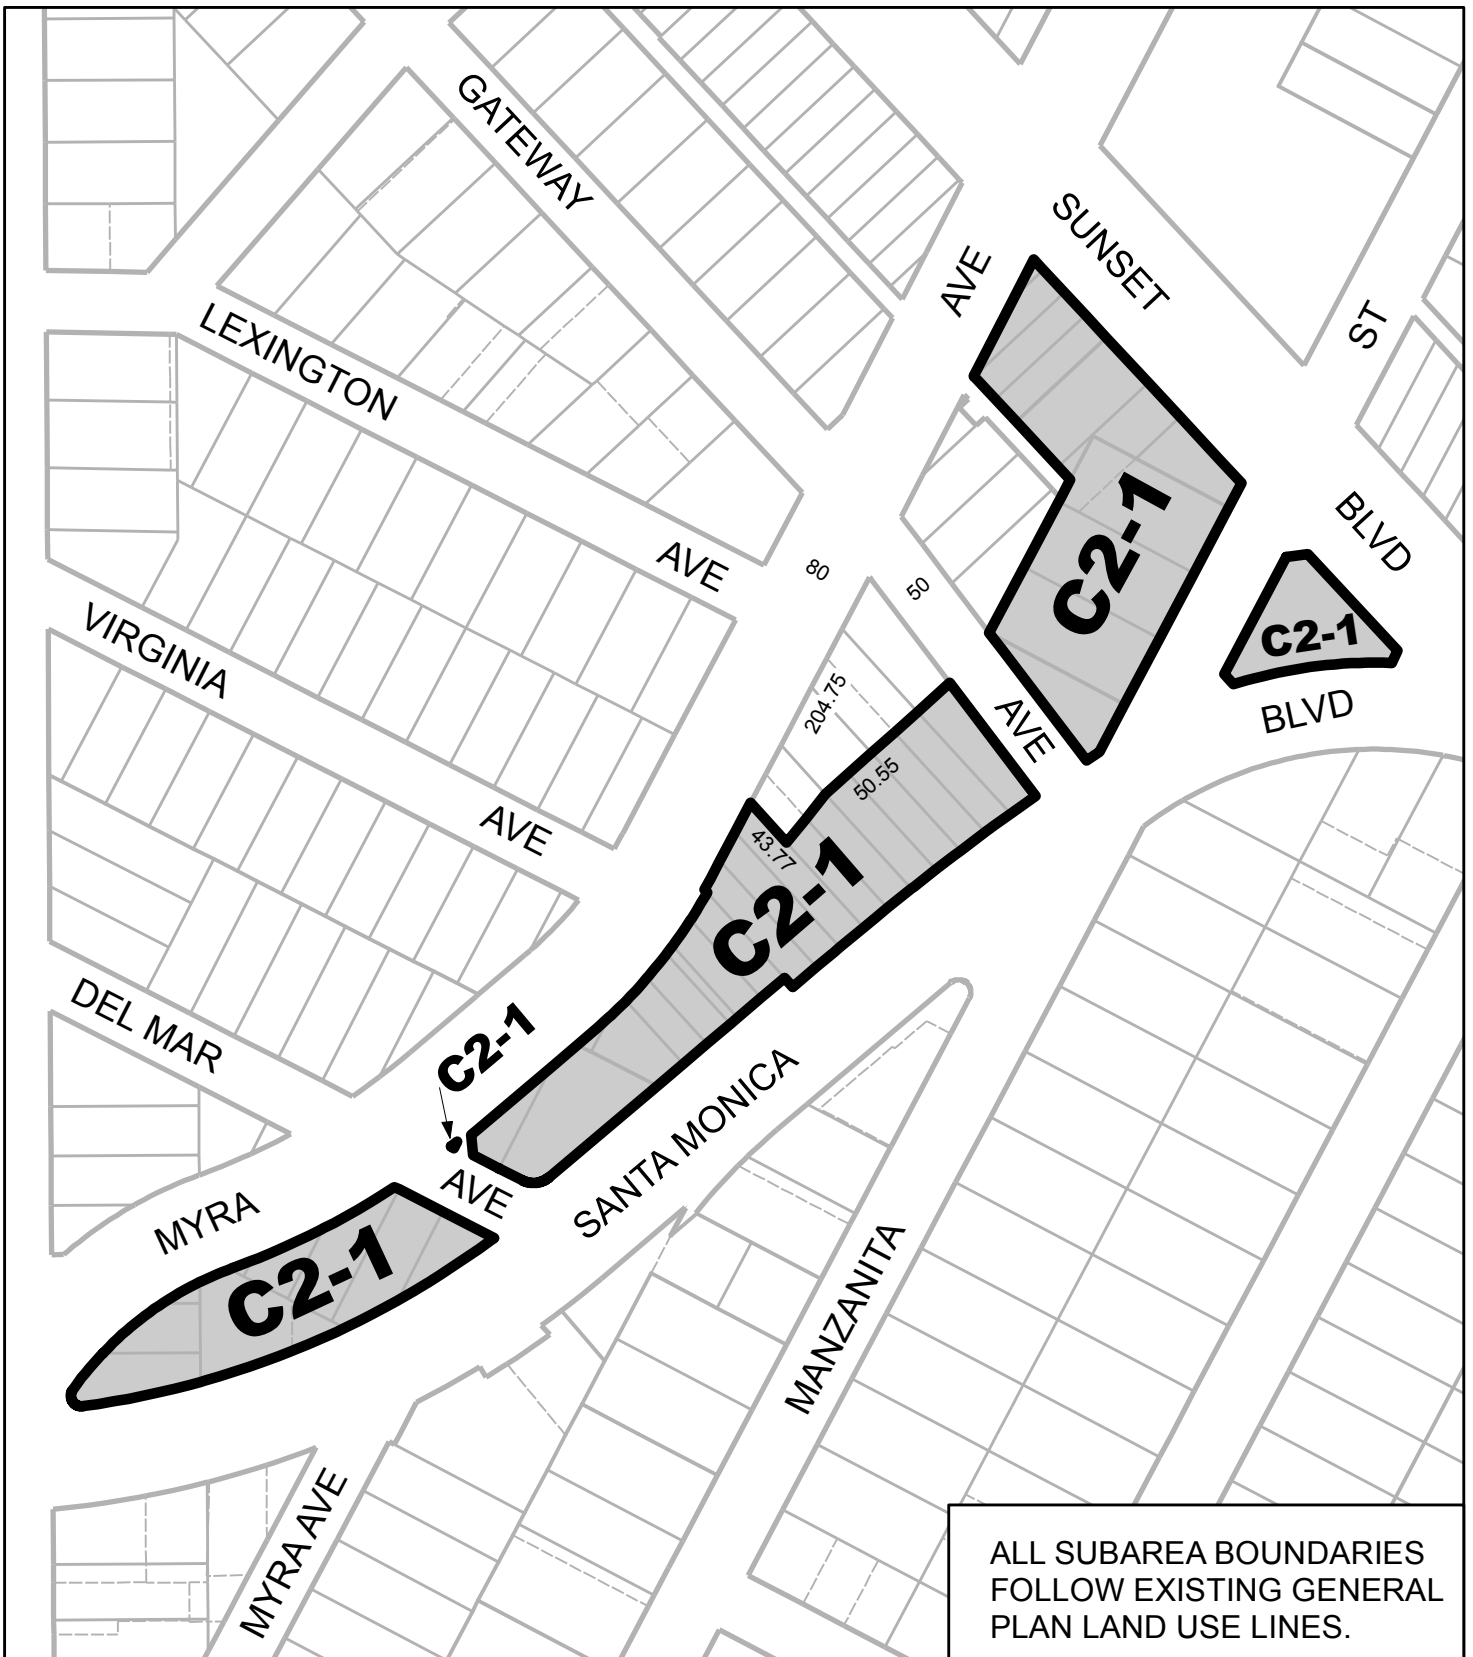 GATEWAY
SUNSET
AVE
ST
LEXINGTON
C2-1
BLVD
AVE
80
50
C2-1
VIRGINIA
204.75
AVE
BLVD
50.55
AVE
43.77
C2-1
DEL MAR
C2-1
SANTA MONICA
AVE
MYRA
C2-1
MANZANITA
MYRA AVE
ALL SUBAREA BOUNDARIES
FOLLOW EXISTING GENERAL
PLAN LAND USE LINES.